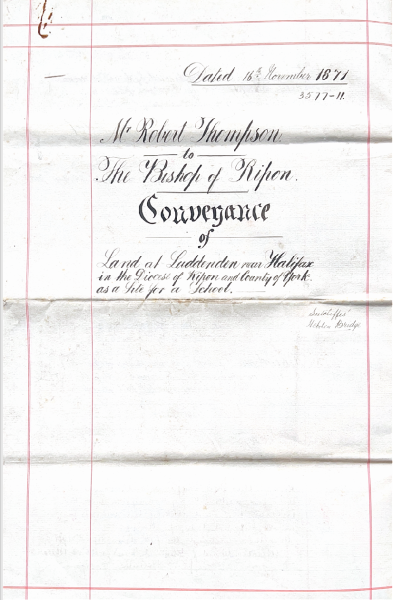 Dated 16th November 1871
3577-11.
Mr Robert Thompson
to
The Bishop of Ripon.
Conveyance
of
Land at Luddenden near Halifax
in the Diocese of Ripon and County of York.
as a Site for a School.
Sutcliffes
Hebden Bridge